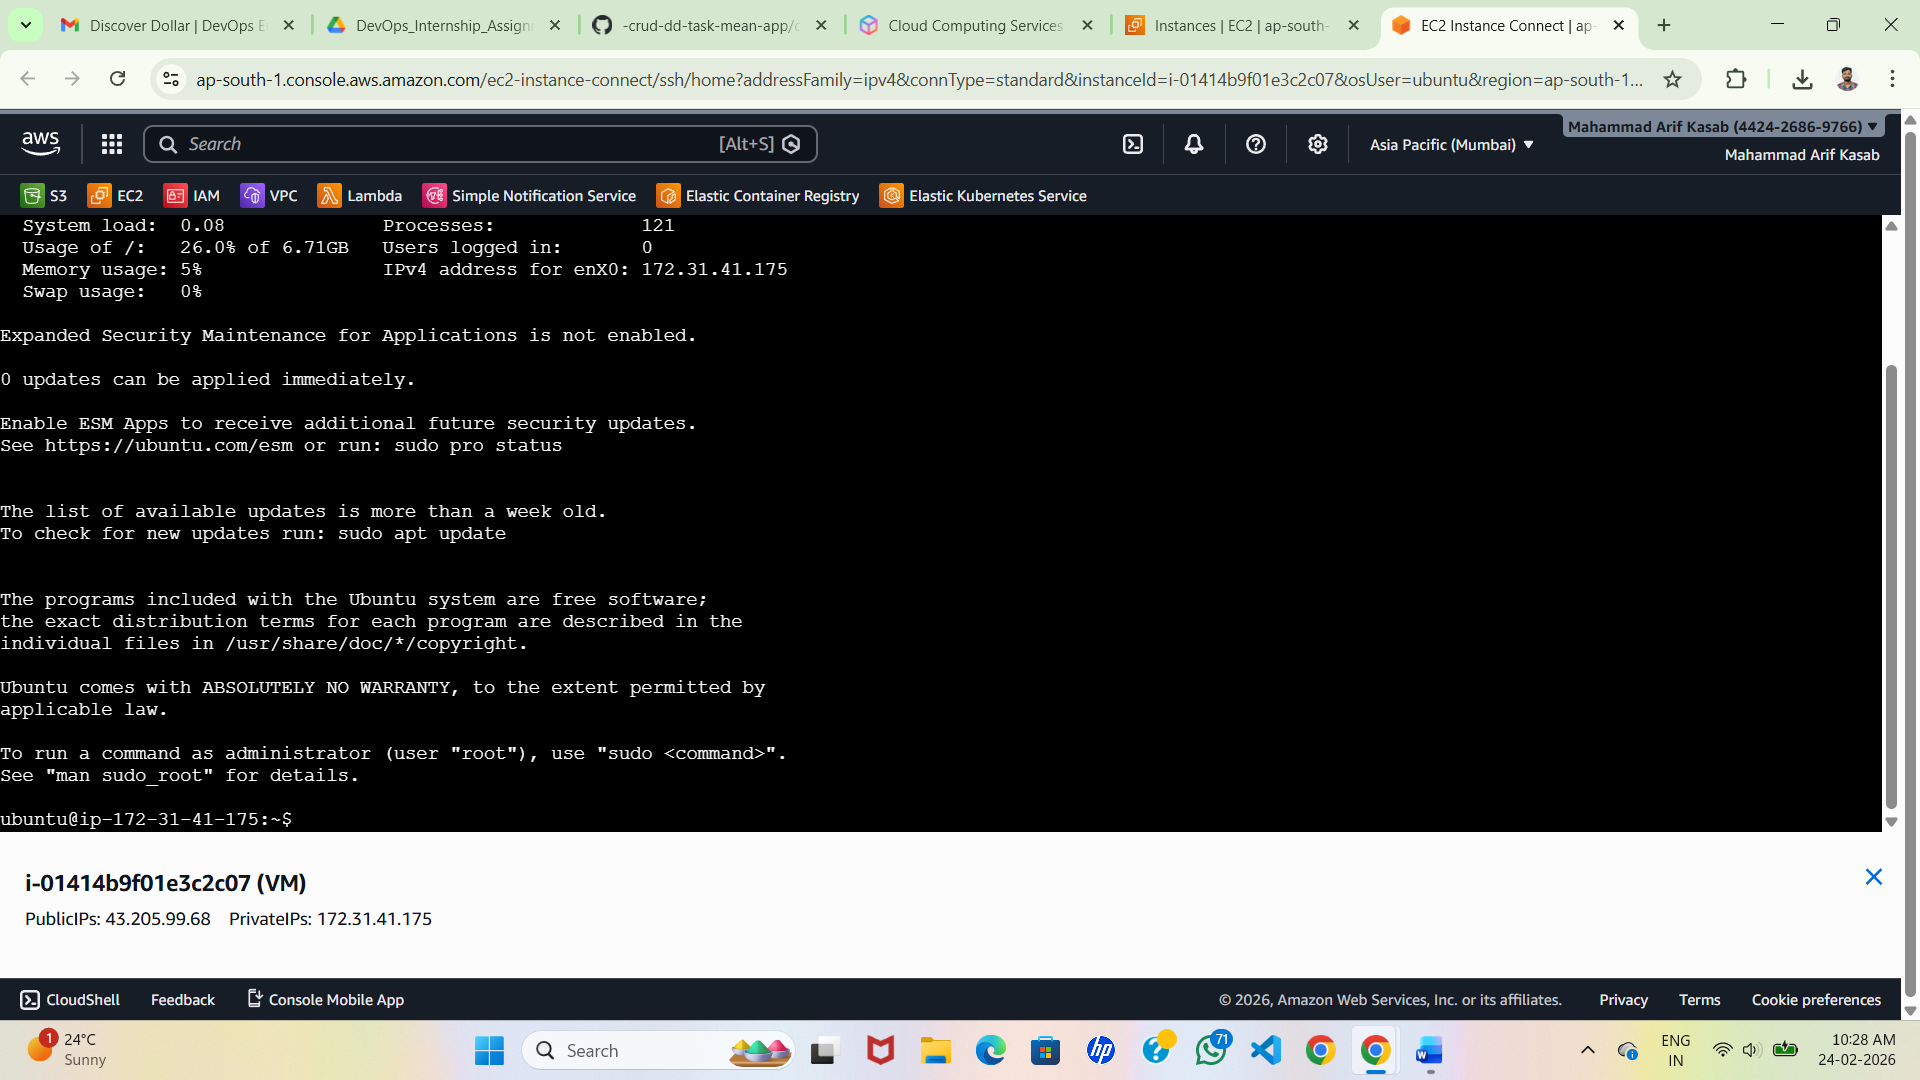 Discover Dollar | DevOps E
DevOps_Internship_Assign
-crud-dd-task-mean-app/c
Cloud Computing Services
Instances | EC2 | ap-south-
EC2 Instance Connect | ap-
ap-south-1.console.aws.amazon.com/ec2-instance-connect/ssh/home?addressFamily=ipv4&connType=standard&instanceId=i-01414b9f01e3c2c07&osUser=ubuntu&region=ap-south-1...
aws
Search
[Alt+S]
Asia Pacific (Mumbai)
Mahammad Arif Kasab (4424-2686-9766)
Mahammad Arif Kasab
S3
EC2
IAM
VPC
Lambda
Simple Notification Service
Elastic Container Registry
Elastic Kubernetes Service
System load: 0.08 Processes: 121
Usage of /: 26.0% of 6.71GB Users logged in: 0
Memory usage: 5% IPv4 address for enX0: 172.31.41.175
Swap usage: 0%
Expanded Security Maintenance for Applications is not enabled.
0 updates can be applied immediately.
Enable ESM Apps to receive additional future security updates.
See https://ubuntu.com/esm or run: sudo pro status
The list of available updates is more than a week old.
To check for new updates run: sudo apt update
The programs included with the Ubuntu system are free software;
the exact distribution terms for each program are described in the
individual files in /usr/share/doc/*/copyright.
Ubuntu comes with ABSOLUTELY NO WARRANTY, to the extent permitted by
applicable law.
To run a command as administrator (user "root"), use "sudo <command>".
See "man sudo_root" for details.
ubuntu@ip-172-31-41-175:~$
i-01414b9f01e3c2c07 (VM)
PublicIPs: 43.205.99.68 PrivateIPs: 172.31.41.175
CloudShell
Feedback
Console Mobile App
© 2026, Amazon Web Services, Inc. or its affiliates.
Privacy
Terms
Cookie preferences
1
24°C
Sunny
Search
hp
71
ENG
IN
10:28 AM
24-02-2026